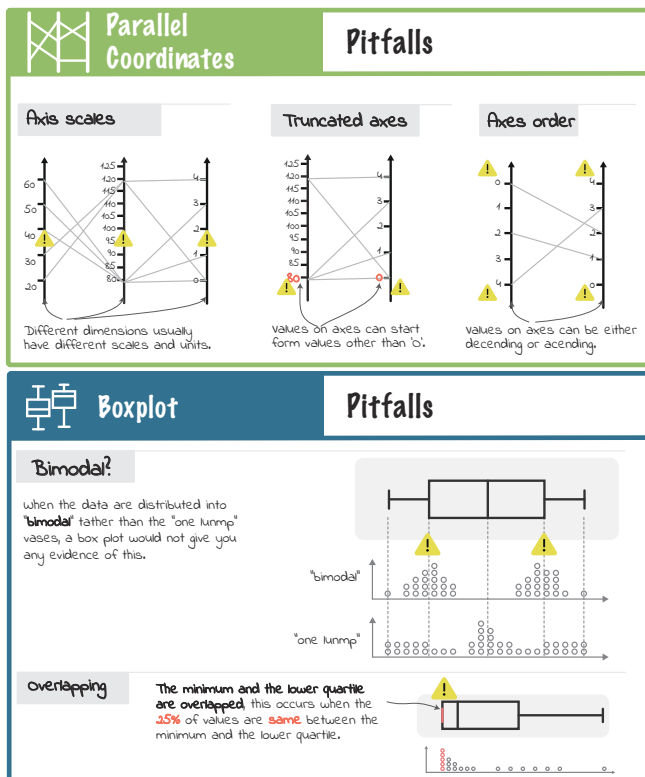 Parallel
Coordinates
Pitfalls
Axis scales
Truncated axes
Axes order
60
50
40
30
20
125
120
115
110
105
100
95
90
85
80
4
3
2
1
0
125
120
115
110
105
100
95
90
85
80
4
3
2
1
0
0
1
2
3
4
4
3
2
1
0
Different dimensions usually
have different scales and units.
Values on axes can start
form values other than '0'.
Values on axes can be either
decending or acending.
Boxplot
Pitfalls
Bimodal?
When the data are distributed into
"bimodal" tather than the "one lunmp"
vases, a box plot would not give you
any evidence of this.
"bimodal"
"one lunmp"
Overlapping
The minimum and the lower quartile
are overlapped, this occurs when the
25% of values are same between the
minimum and the lower quartile.